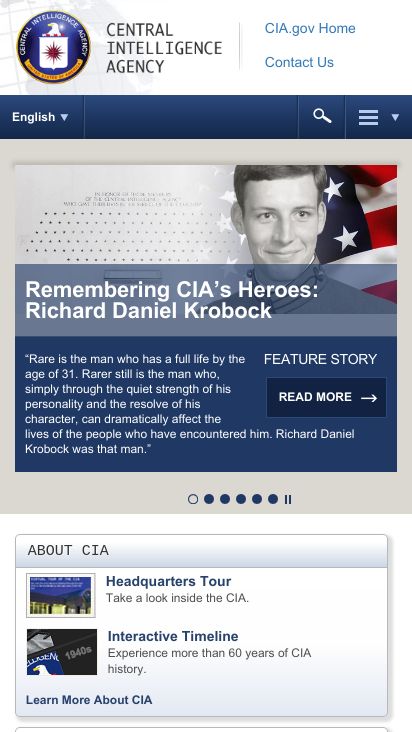 CENTRAL
INTELLIGENCE
AGENCY
CIA.gov Home
Contact Us
English
IN HONOR OF THOSE MEMBERS
OF THE CENTRAL INTELLIGENCE AGENCY
WHO GAVE THEIR LIVES IN THE SERVICE OF THEIR COUNTRY
Remembering CIA’s Heroes:
Richard Daniel Krobock
“Rare is the man who has a full life by the
age of 31. Rarer still is the man who,
simply through the quiet strength of his
personality and the resolve of his
character, can dramatically affect the
lives of the people who have encountered him. Richard Daniel
Krobock was that man.”
FEATURE STORY
READ MORE
ABOUT CIA
Headquarters Tour
Take a look inside the CIA.
Interactive Timeline
Experience more than 60 years of CIA
history.
1940s
Learn More About CIA